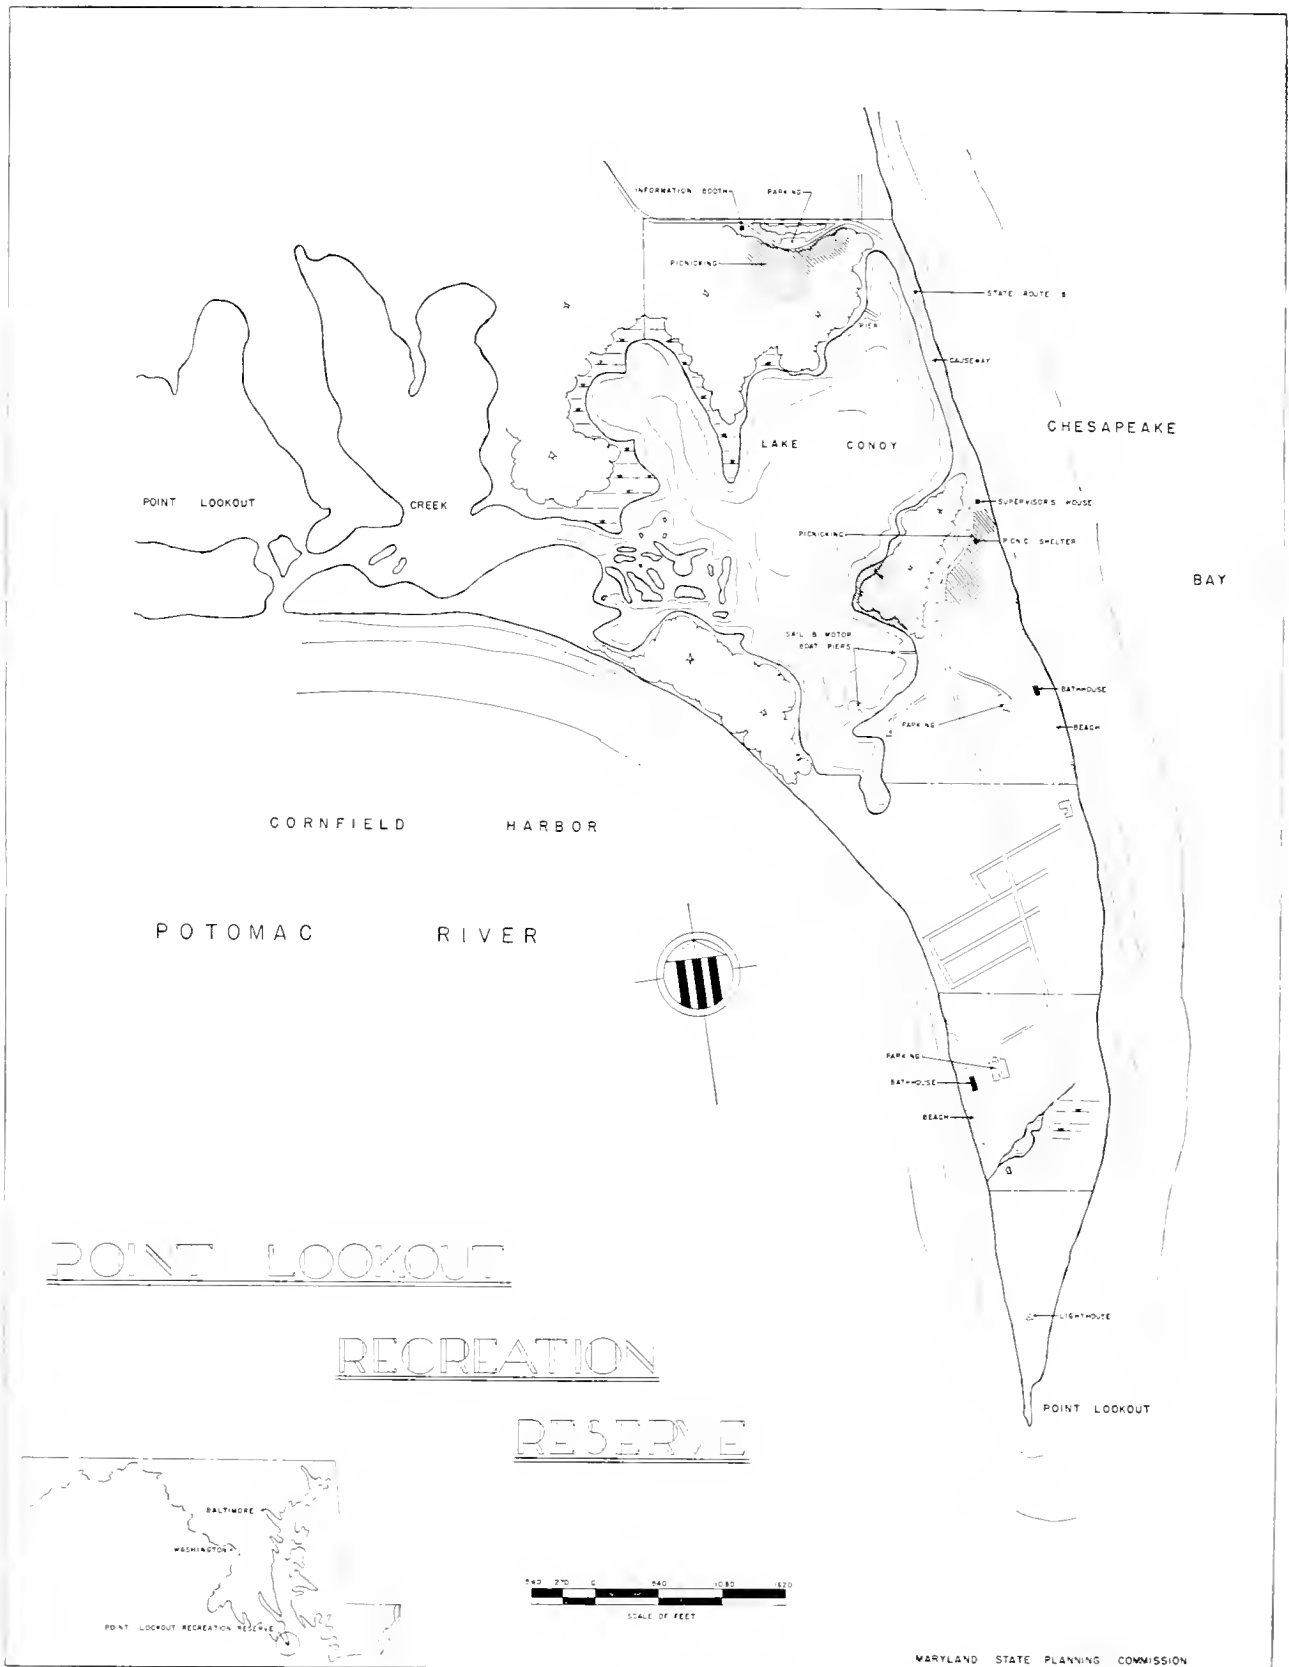 INFORMATION BOOTH
PARKING
PICNICKING
STATE ROUTE 5
PIER
CAUSEWAY
CHESAPEAKE
LAKE CONOY
POINT LOOKOUT CREEK
SUPERVISOR'S HOUSE
PICNICKING
PICNIC SHELTER
BAY
SAIL & MOTOR
BOAT PIERS
BATHHOUSE
PARKING
BEACH
CORNFIELD HARBOR
POTOMAC RIVER
PARKING
BATHHOUSE
BEACH
POINT LOOKOUT
LIGHTHOUSE
RECREATION
POINT LOOKOUT
RESERVE
BALTIMORE
WASHINGTON
540 270 0 540 1080 1620
SCALE OF FEET
POINT LOOKOUT RECREATION RESERVE
MARYLAND STATE PLANNING COMMISSION